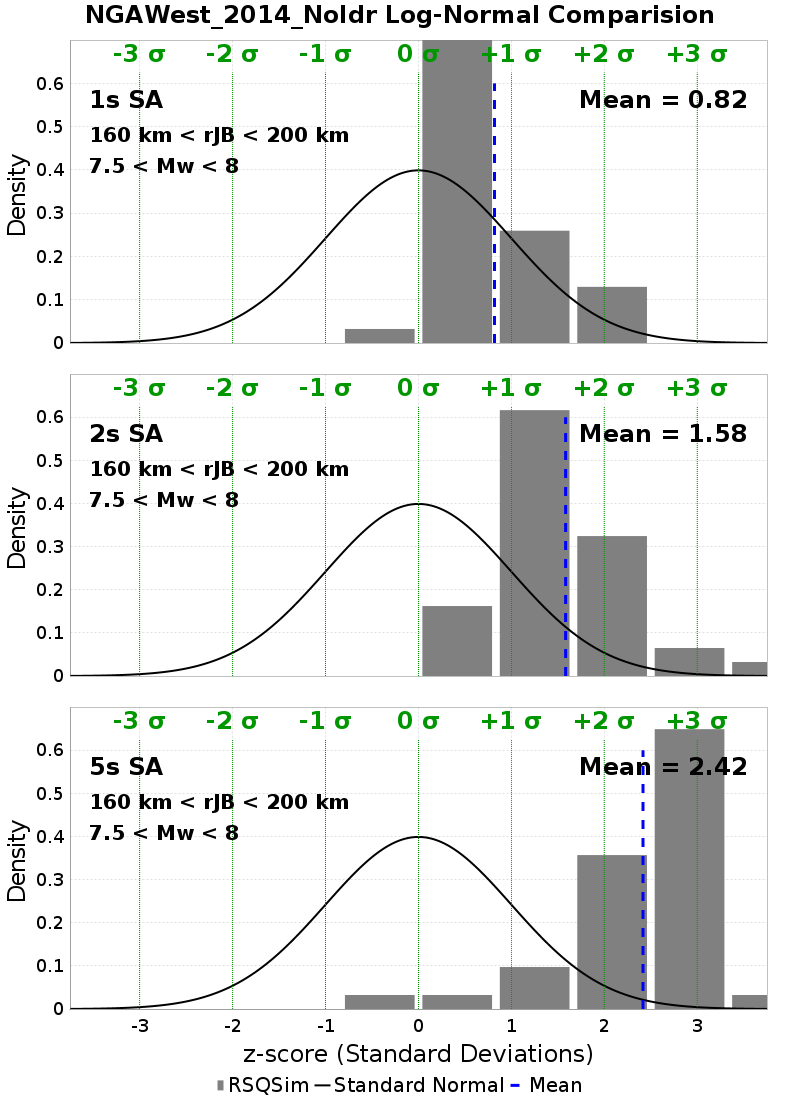 NGAWest_2014_NoIdr Log-Normal Comparision
-3 σ -2 σ -1 σ 0 σ +1 σ +2 σ +3 σ
1s SA Mean = 0.82
160 km < rJB < 200 km
7.5 < Mw < 8
Density
0.6
0.5
0.4
0.3
0.2
0.1
0
-3 σ -2 σ -1 σ 0 σ +1 σ +2 σ +3 σ
2s SA Mean = 1.58
160 km < rJB < 200 km
7.5 < Mw < 8
Density
0.6
0.5
0.4
0.3
0.2
0.1
0
-3 σ -2 σ -1 σ 0 σ +1 σ +2 σ +3 σ
5s SA Mean = 2.42
160 km < rJB < 200 km
7.5 < Mw < 8
Density
0.6
0.5
0.4
0.3
0.2
0.1
0
-3 -2 -1 0 1 2 3
z-score (Standard Deviations)
RSQSim Standard Normal Mean